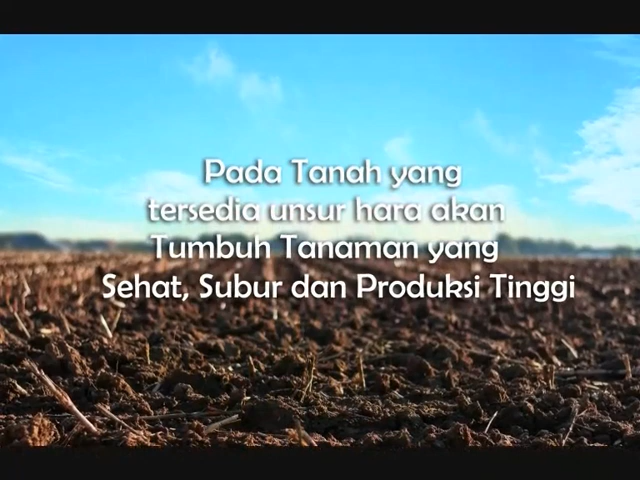 Pada Tanah yang
tersedia unsur hara akan
Tumbuh Tanaman yang
Sehat, Subur dan Produksi Tinggi